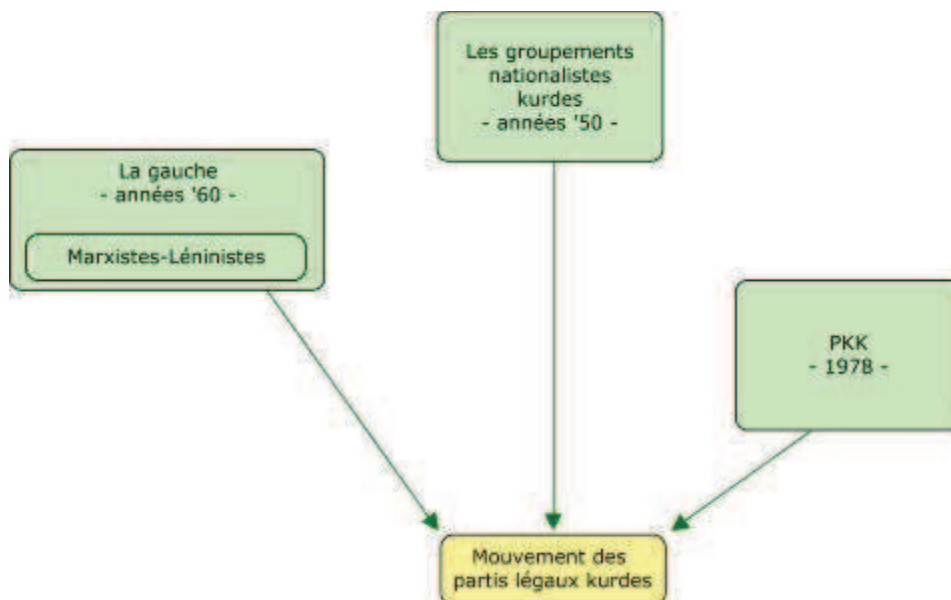 Les groupements
nationalistes
kurdes
- années '50 -
La gauche
- années '60 -
Marxistes-Léninistes
PKK
- 1978 -
Mouvement des
partis légaux kurdes